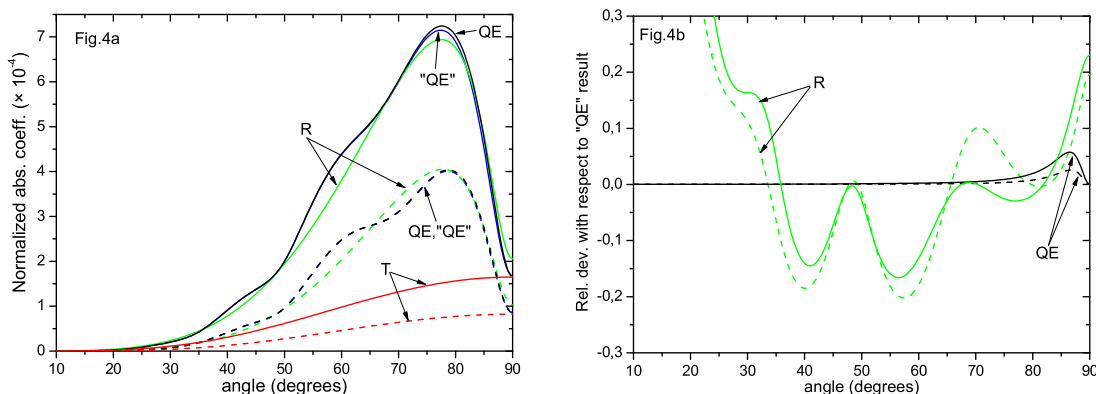 Fig.4a
QE
"QE"
R
QE,"QE"
T
Normalized abs. coeff. (× 10⁻⁴)
7
6
5
4
3
2
1
0
10 20 30 40 50 60 70 80 90
angle (degrees)
Fig.4b
R
QE
Rel. dev. with respect to "QE" result
0,3
0,2
0,1
0,0
-0,1
-0,2
-0,3
10 20 30 40 50 60 70 80 90
angle (degrees)